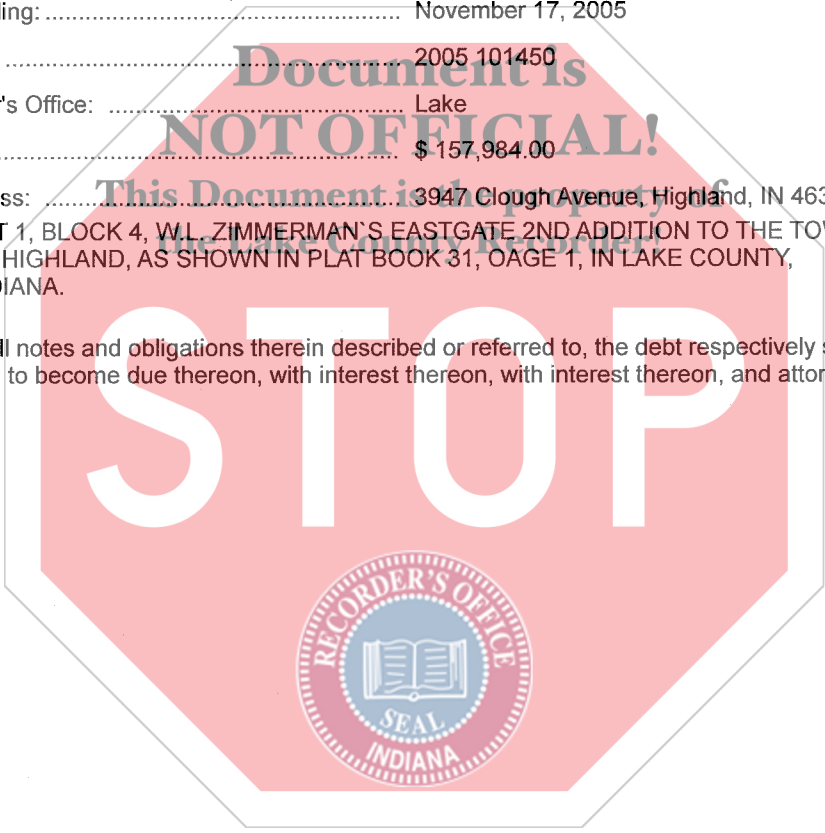 ling: .................................................................. November 17, 2005
Document is
.......................................................................... 2005 101450
's Office: ...................................................... Lake
NOT OFFICIAL!
.......................................................................... $ 157,984.00
This Document is the property of
ss: ................................................................ 3947 Clough Avenue, Highland, IN 463
T 1, BLOCK 4, W.L. ZIMMERMAN`S EASTGATE 2ND ADDITION TO THE TO
the Lake County Recorder!
HIGHLAND, AS SHOWN IN PLAT BOOK 31, OAGE 1, IN LAKE COUNTY,
DIANA.
ll notes and obligations therein described or referred to, the debt respectively s
to become due thereon, with interest thereon, with interest thereon, and attor
STOP
RECORDER'S OFFICE
SEAL
INDIANA